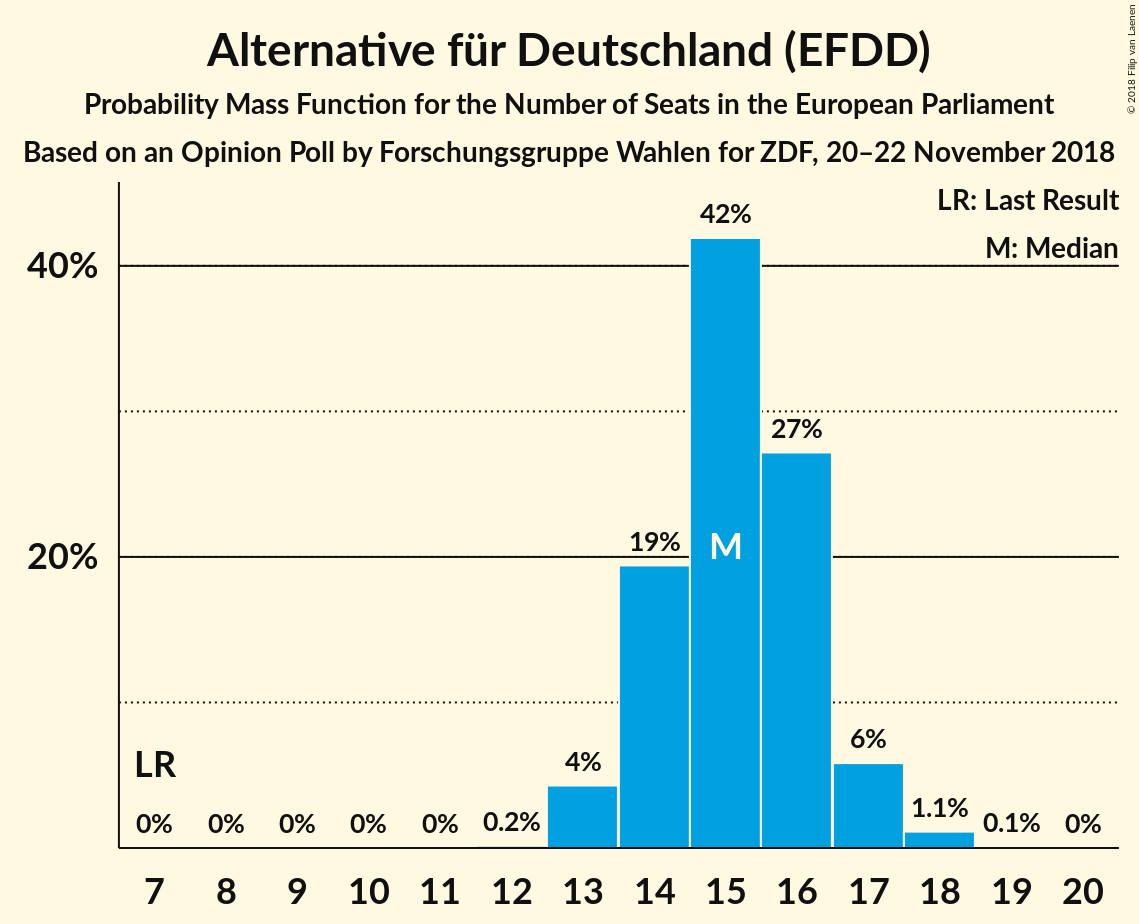 Alternative für Deutschland (EFDD)
Probability Mass Function for the Number of Seats in the European Parliament
Based on an Opinion Poll by Forschungsgruppe Wahlen for ZDF, 20–22 November 2018
© 2018 Filip van Laenen
LR: Last Result
M: Median
40%
20%
42%
27%
19%
M
6%
4%
LR
1.1%
0% 0% 0% 0% 0% 0.2% 0.1% 0%
7 8 9 10 11 12 13 14 15 16 17 18 19 20